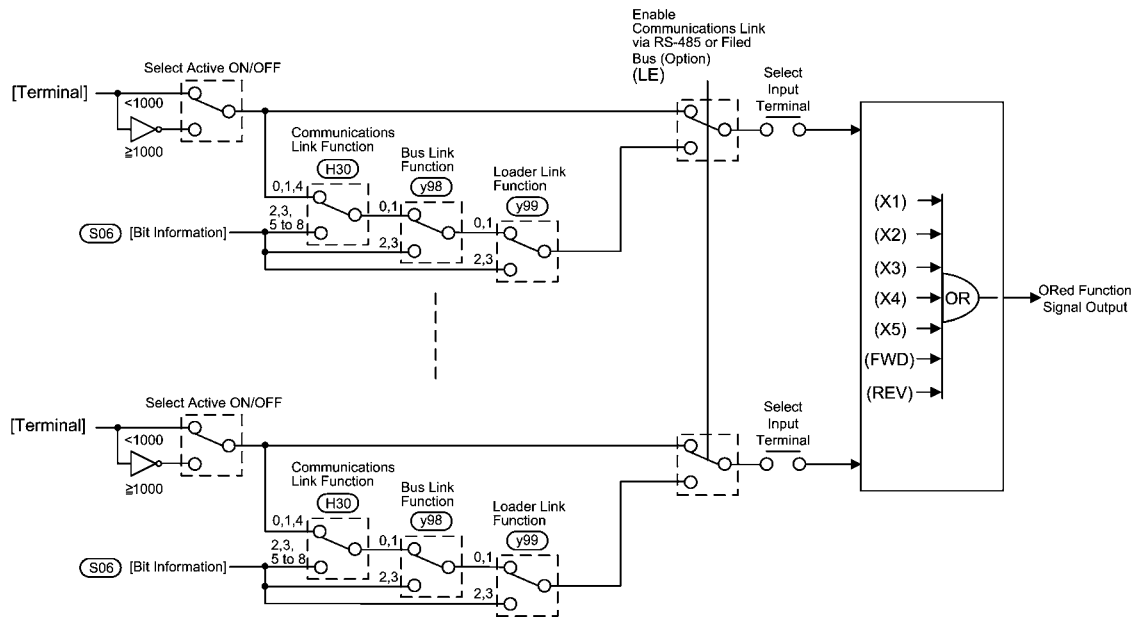 Enable
Communications Link
via RS-485 or Filed
Bus (Option)
(LE)
Select Active ON/OFF
[Terminal]
<1000
≧1000
Select
Input
Terminal
Communications
Link Function
H30
Bus Link
Function
y98
Loader Link
Function
y99
0,1,4
2,3,
5 to 8
0,1
2,3
0,1
2,3
S06 [Bit Information]
(X1)
(X2)
(X3)
(X4)
(X5)
(FWD)
(REV)
OR
ORed Function
Signal Output
Select Active ON/OFF
[Terminal]
<1000
≧1000
Select
Input
Terminal
Communications
Link Function
H30
Bus Link
Function
y98
Loader Link
Function
y99
0,1,4
2,3,
5 to 8
0,1
2,3
0,1
2,3
S06 [Bit Information]